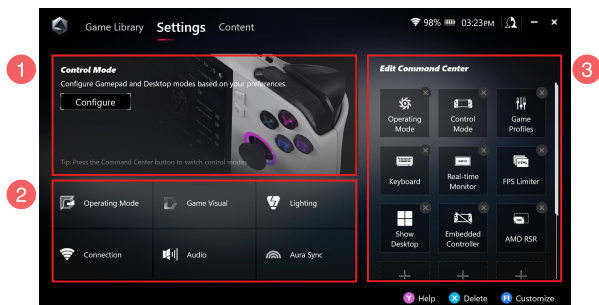 Game Library Settings Content
98% 03:23PM
1
Control Mode
Configure Gamepad and Desktop modes based on your preferences.
Configure
Tip: Press the Command Center button to switch control modes
2
Operating Mode Game Visual Lighting
Connection Audio Aura Sync
3
Edit Command Center
Operating Mode
Control Mode
Game Profiles
Keyboard
Real-time Monitor
FPS
FPS Limiter
Show Desktop
Embedded Controller
AMD RSR
Y Help X Delete Customize